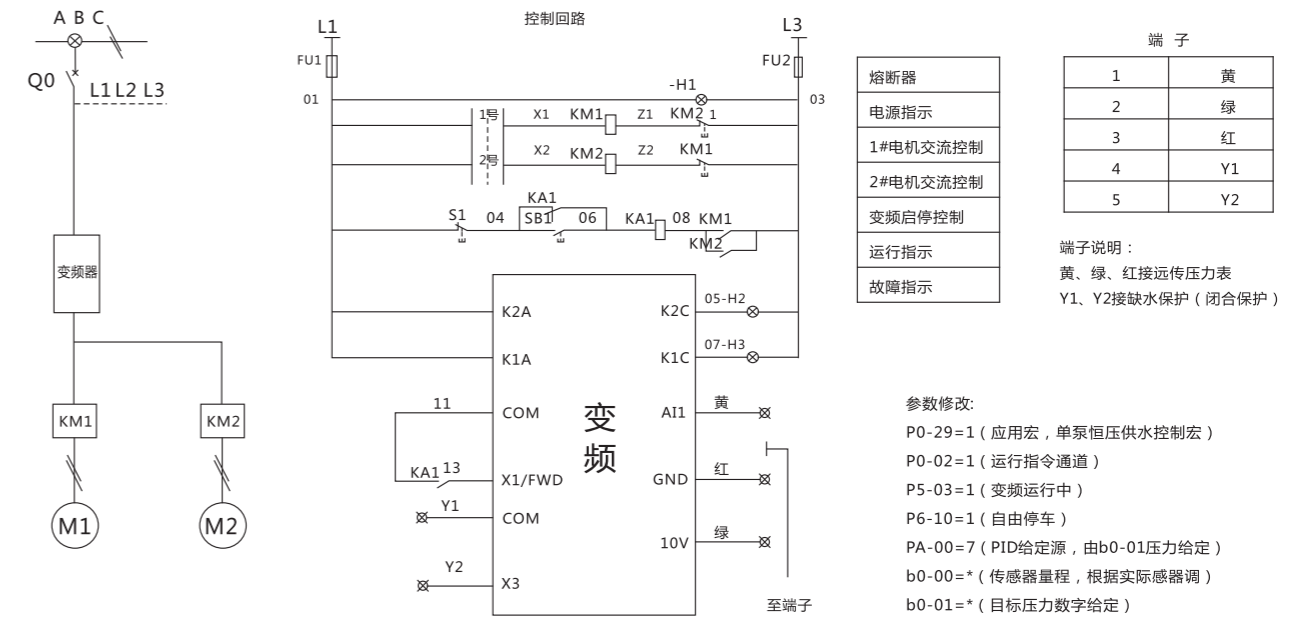 A B C
Q0
L1 L2 L3
变频器
KM1
KM2
M1
M2
控制回路
L1
L3
FU1
FU2
01
-H1
03
1号
X1
KM1
Z1
KM2
1
2号
X2
KM2
Z2
KM1
KA1
S1
04
SB1
06
KA1
08
KM1
KM2
K2A
K2C
05-H2
K1A
K1C
07-H3
11
COM
变
频
AI1
黄
KA1
13
X1/FWD
GND
红
Y1
COM
10V
绿
Y2
X3
至端子
熔断器
电源指示
1#电机交流控制
2#电机交流控制
变频启停控制
运行指示
故障指示
端 子
1 黄
2 绿
3 红
4 Y1
5 Y2
端子说明：
黄、绿、红接远传压力表
Y1、Y2接缺水保护（闭合保护）
参数修改:
P0-29=1（应用宏，单泵恒压供水控制宏）
P0-02=1（运行指令通道）
P5-03=1（变频运行中）
P6-10=1（自由停车）
PA-00=7（PID给定源，由b0-01压力给定）
b0-00=*（传感器量程，根据实际感器调）
b0-01=*（目标压力数字给定）